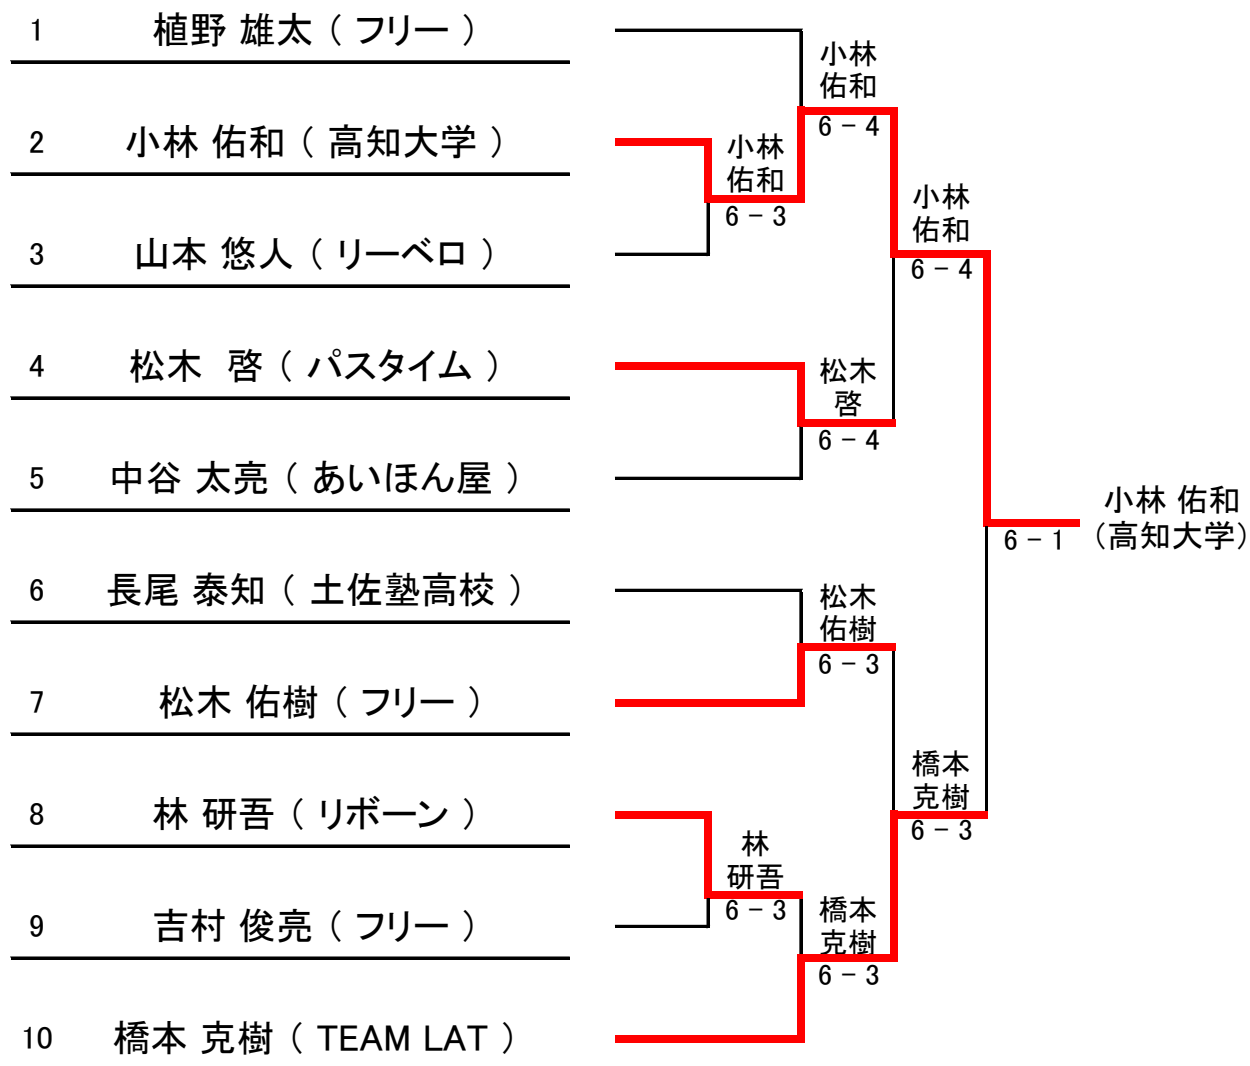 1 植野 雄太 ( フリー )
2 小林 佑和 ( 高知大学 )
3 山本 悠人 ( リーベロ )
4 松木 啓 ( パスタイム )
5 中谷 太亮 ( あいほん屋 )
6 長尾 泰知 ( 土佐塾高校 )
7 松木 佑樹 ( フリー )
8 林 研吾 ( リボーン )
9 吉村 俊亮 ( フリー )
10 橋本 克樹 ( TEAM LAT )
小林
佑和
6 − 3
林
研吾
6 − 3
小林
佑和
6 − 4
松木
啓
6 − 4
松木
佑樹
6 − 3
橋本
克樹
6 − 3
小林
佑和
6 − 4
橋本
克樹
6 − 3
6 − 1
小林 佑和
(高知大学)